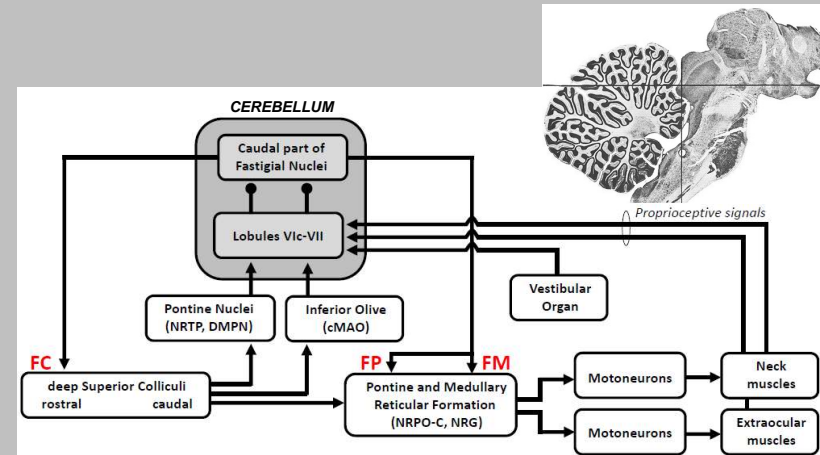 CEREBELLUM
Caudal part of
Fastigial Nuclei
Proprioceptive signals
Lobules VIc-VII
Vestibular
Organ
Pontine Nuclei
(NRTP, DMPN)
Inferior Olive
(cMAO)
FC
FP
FM
deep Superior Colliculi
rostral caudal
Pontine and Medullary
Reticular Formation
(NRPO-C, NRG)
Motoneurons
Neck
muscles
Motoneurons
Extraocular
muscles